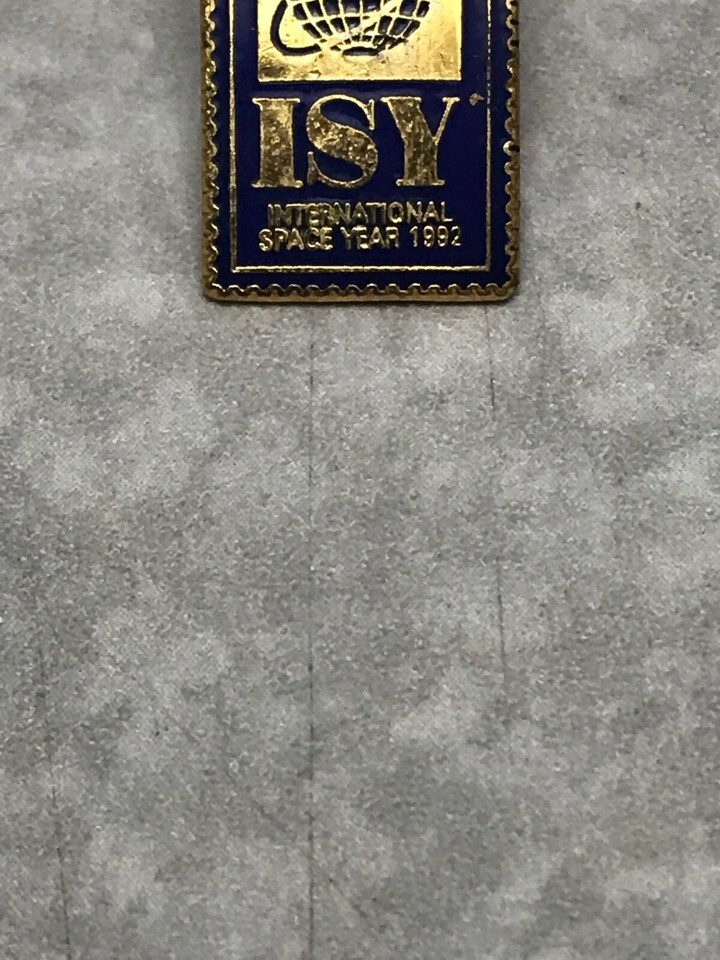 ISY
INTERNATIONAL
SPACE YEAR 1992